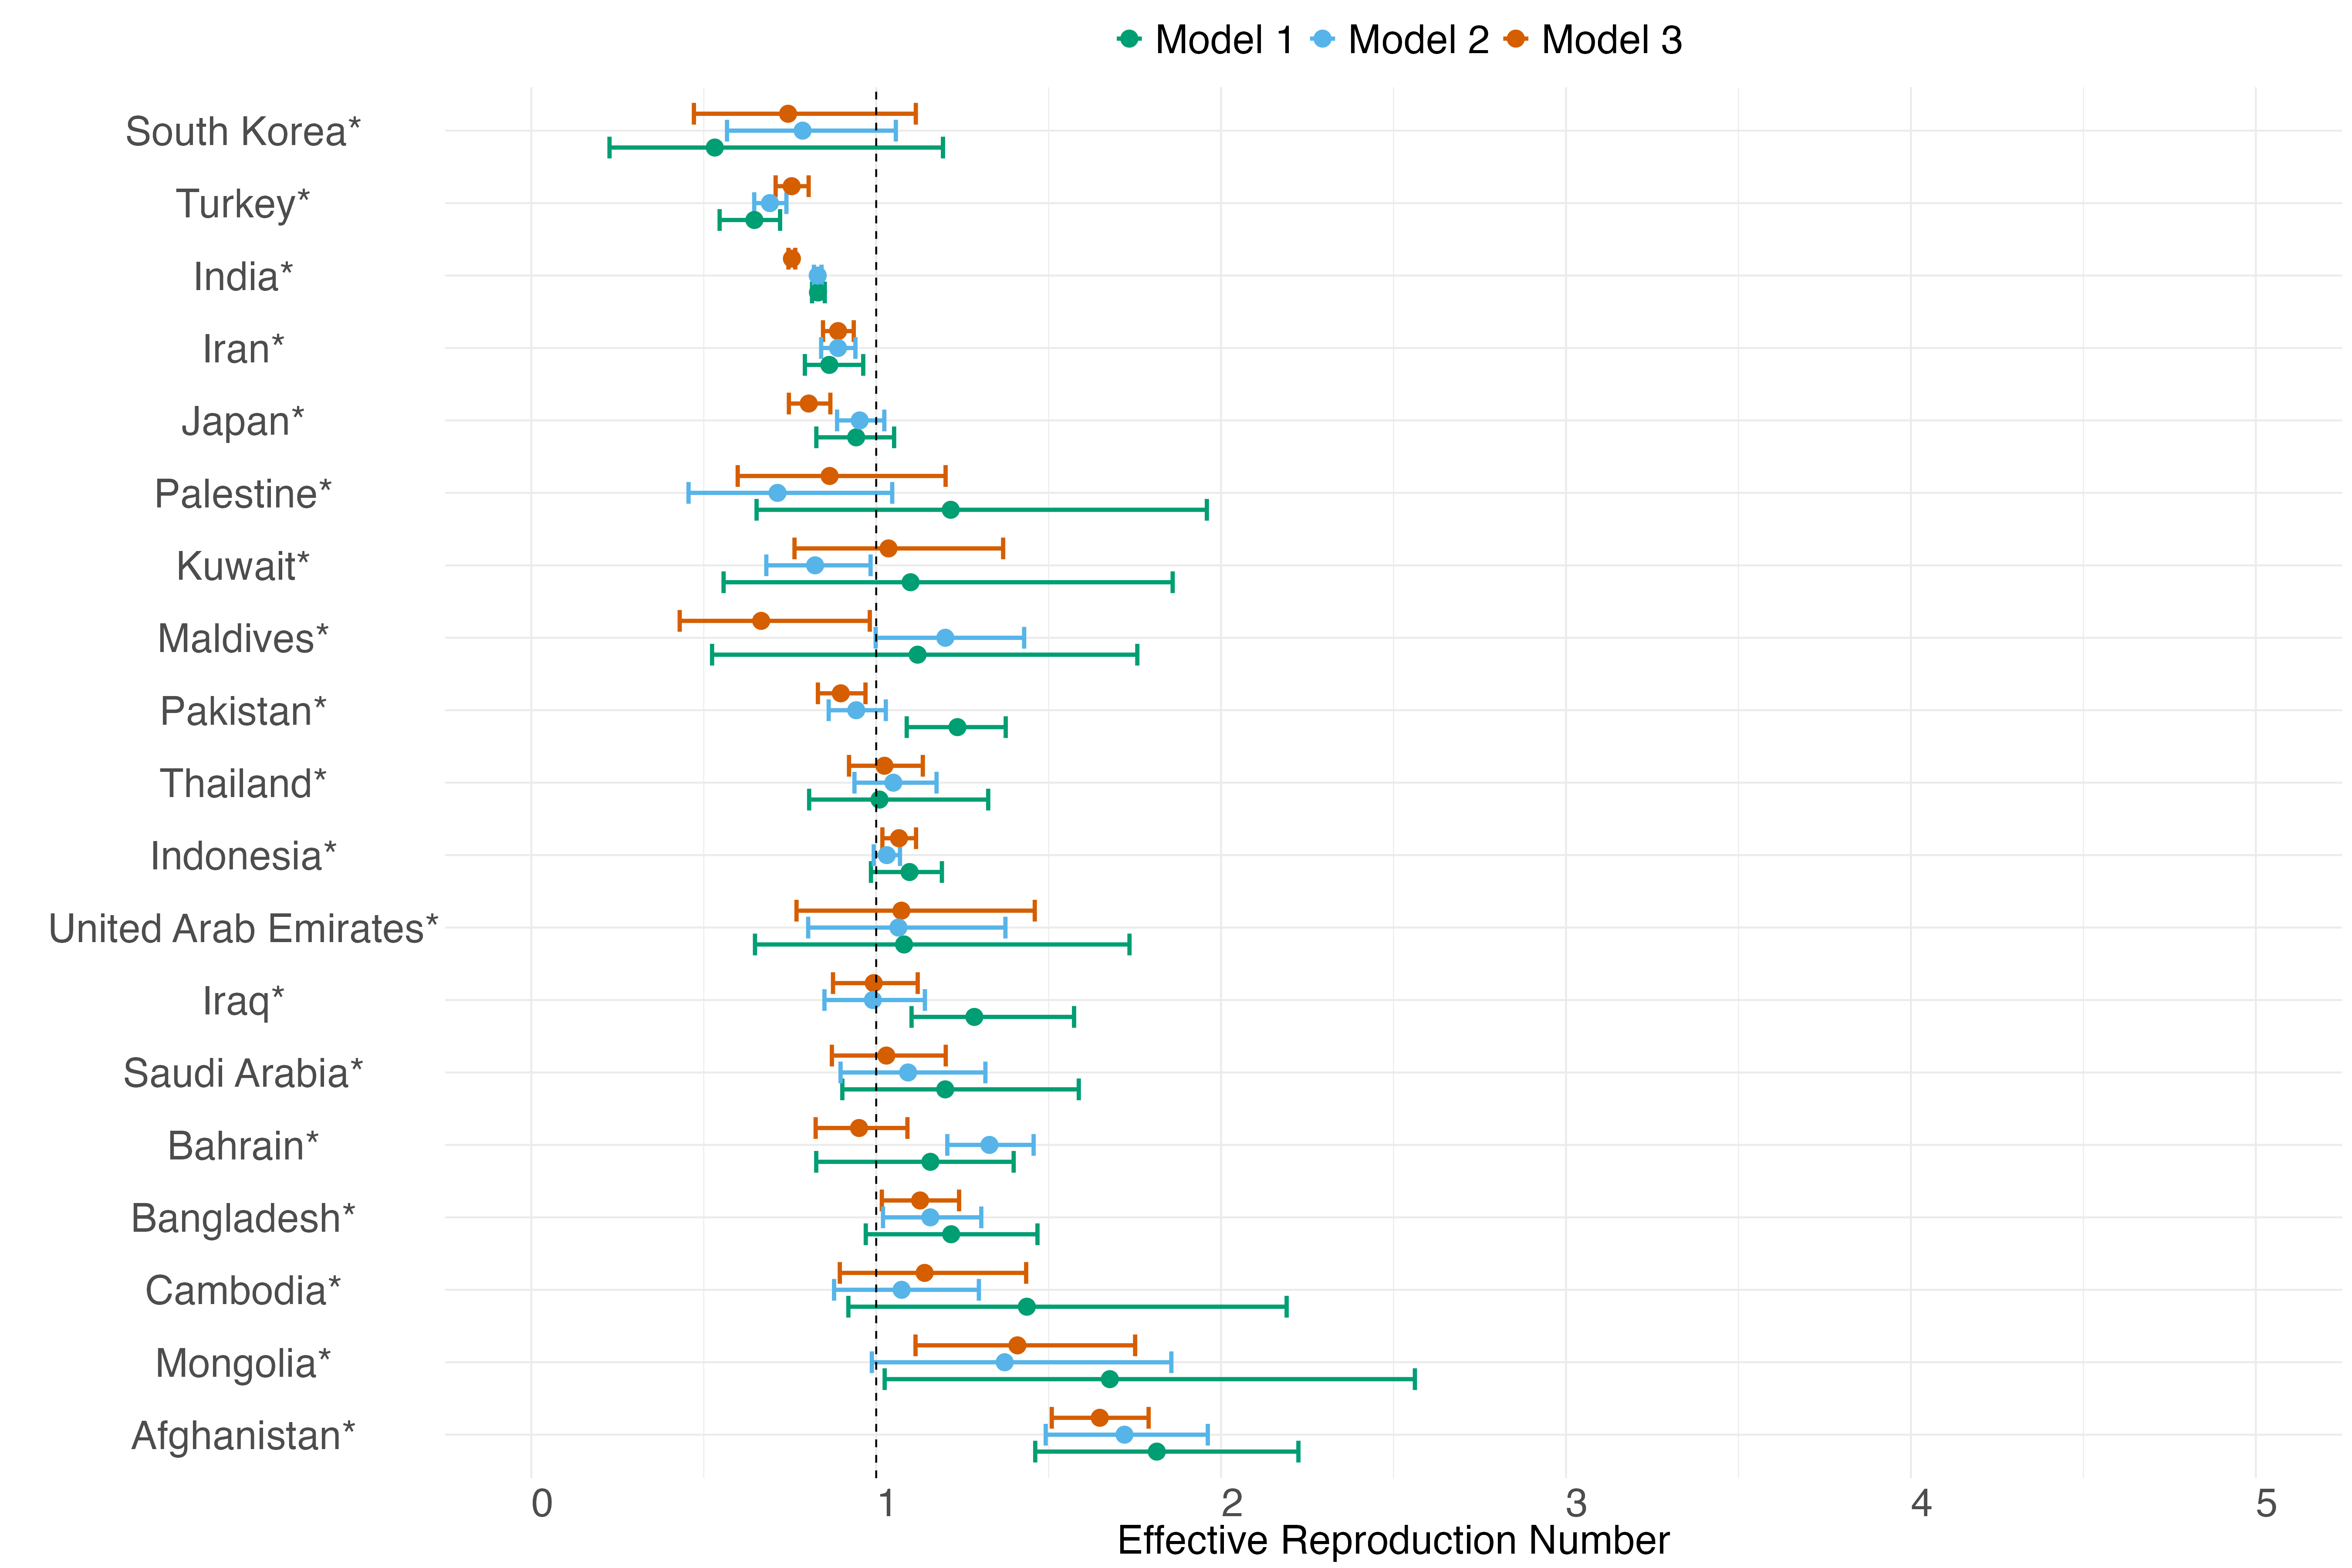 Model 1 Model 2 Model 3
South Korea*
Turkey*
India*
Iran*
Japan*
Palestine*
Kuwait*
Maldives*
Pakistan*
Thailand*
Indonesia*
United Arab Emirates*
Iraq*
Saudi Arabia*
Bahrain*
Bangladesh*
Cambodia*
Mongolia*
Afghanistan*
0 1 2 3 4 5
Effective Reproduction Number